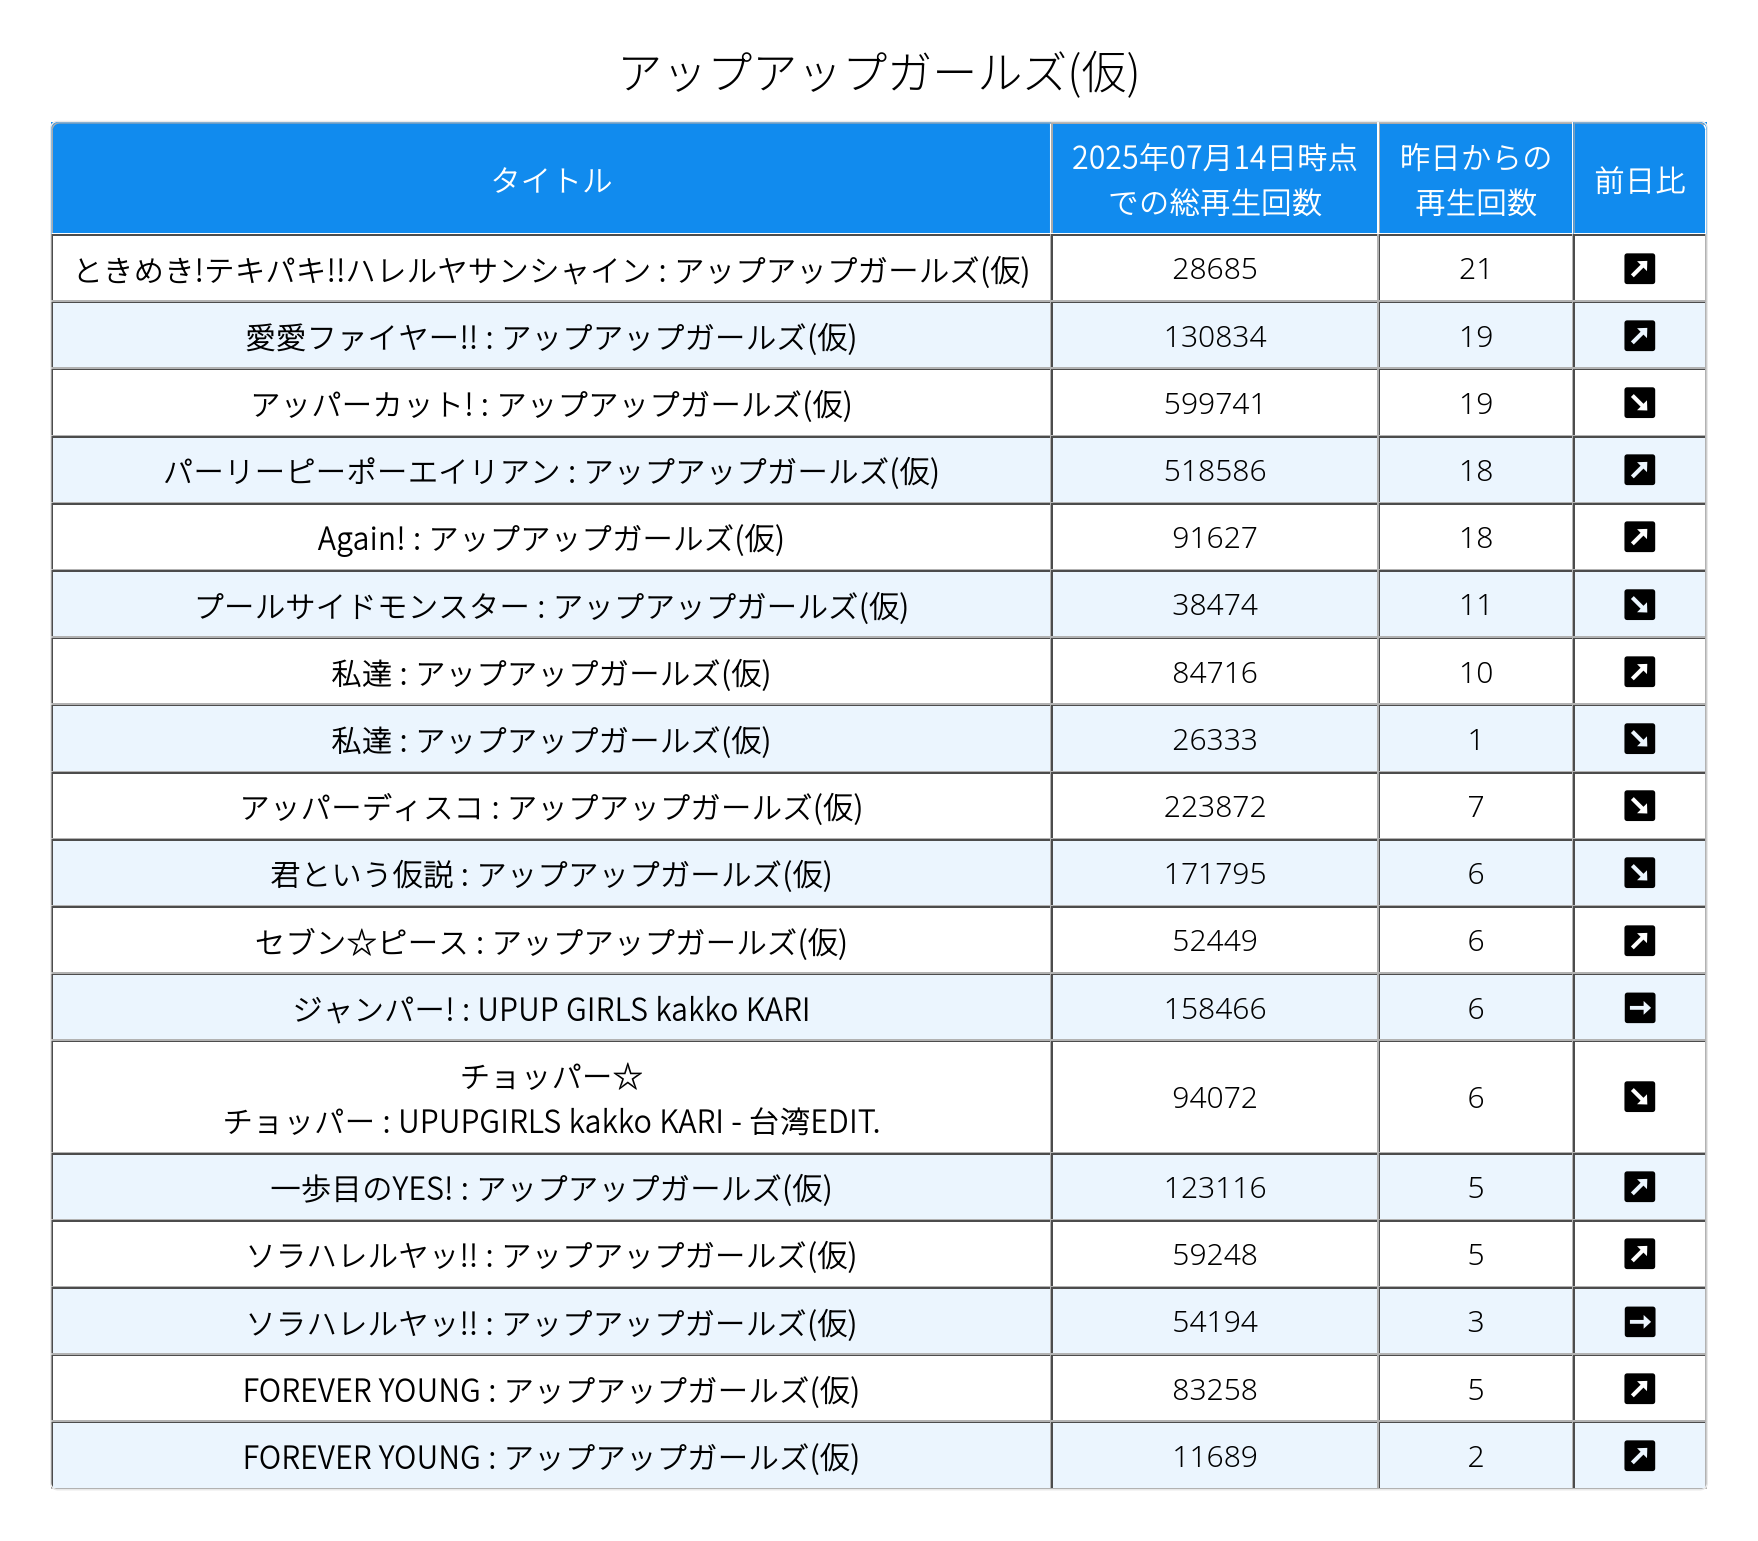 アップアップガールズ(仮)
タイトル 2025年07月14日時点での総再生回数 昨日からの再生回数 前日比
ときめき!テキパキ!!ハレルヤサンシャイン : アップアップガールズ(仮) 28685 21 ↗
愛愛ファイヤー!! : アップアップガールズ(仮) 130834 19 ↗
アッパーカット! : アップアップガールズ(仮) 599741 19 ↘
パーリーピーポーエイリアン : アップアップガールズ(仮) 518586 18 ↗
Again! : アップアップガールズ(仮) 91627 18 ↗
プールサイドモンスター : アップアップガールズ(仮) 38474 11 ↘
私達 : アップアップガールズ(仮) 84716 10 ↗
私達 : アップアップガールズ(仮) 26333 1 ↘
アッパーディスコ : アップアップガールズ(仮) 223872 7 ↘
君という仮説 : アップアップガールズ(仮) 171795 6 ↘
セブン☆ピース : アップアップガールズ(仮) 52449 6 ↗
ジャンパー! : UPUP GIRLS kakko KARI 158466 6 →
チョッパー☆
チョッパー : UPUPGIRLS kakko KARI - 台湾EDIT. 94072 6 ↘
一歩目のYES! : アップアップガールズ(仮) 123116 5 ↗
ソラハレルヤッ!! : アップアップガールズ(仮) 59248 5 ↗
ソラハレルヤッ!! : アップアップガールズ(仮) 54194 3 →
FOREVER YOUNG : アップアップガールズ(仮) 83258 5 ↗
FOREVER YOUNG : アップアップガールズ(仮) 11689 2 ↗